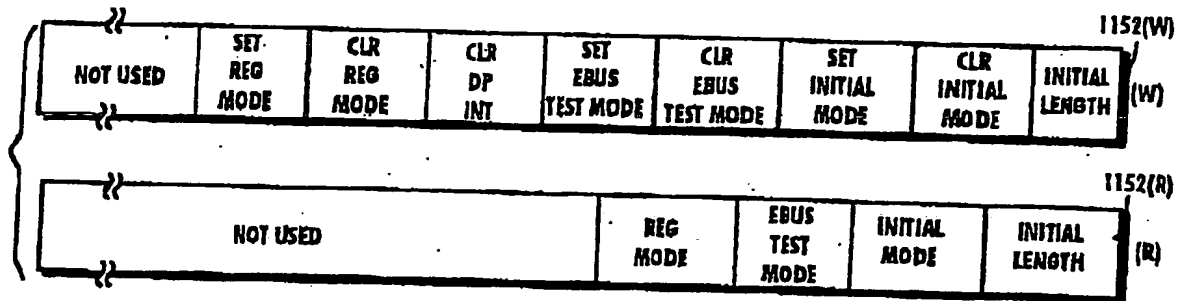 1152(W)
NOT USED
SET
REG
MODE
CLR
REG
MODE
CLR
DP
INT
SET
EBUS
TEST MODE
CLR
EBUS
TEST MODE
SET
INITIAL
MODE
CLR
INITIAL
MODE
INITIAL
LENGTH
(W)
1152(R)
NOT USED
REG
MODE
EBUS
TEST
MODE
INITIAL
MODE
INITIAL
LENGTH
(R)